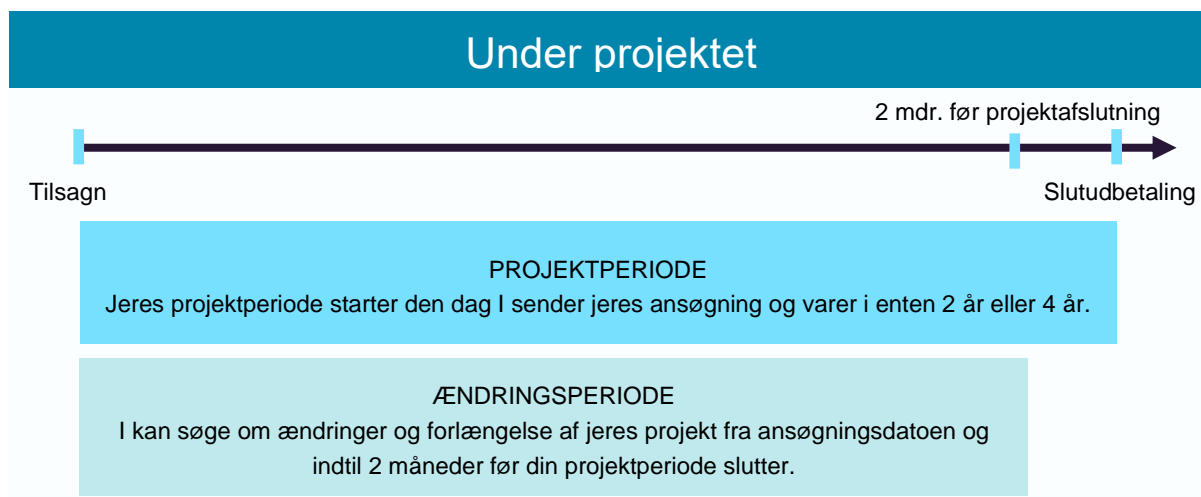 Under projektet
2 mdr. før projektafslutning
Tilsagn
Slutudbetaling
PROJEKTPERIODE
Jeres projektperiode starter den dag I sender jeres ansøgning og varer i enten 2 år eller 4 år.
ÆNDRINGSPERIODE
I kan søge om ændringer og forlængelse af jeres projekt fra ansøgningsdatoen og
indtil 2 måneder før din projektperiode slutter.